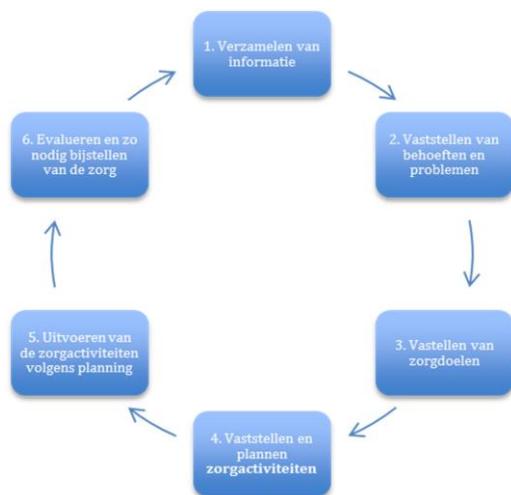 1. Verzamelen van
informatie
2. Vaststellen van
behoeften en
problemen
3. Vastellen van
zorgdoelen
4. Vaststellen en
plannen
zorgactiviteiten
5. Uitvoeren van
de zorgactiviteiten
volgens planning
6. Evalueren en zo
nodig bijstellen
van de zorg